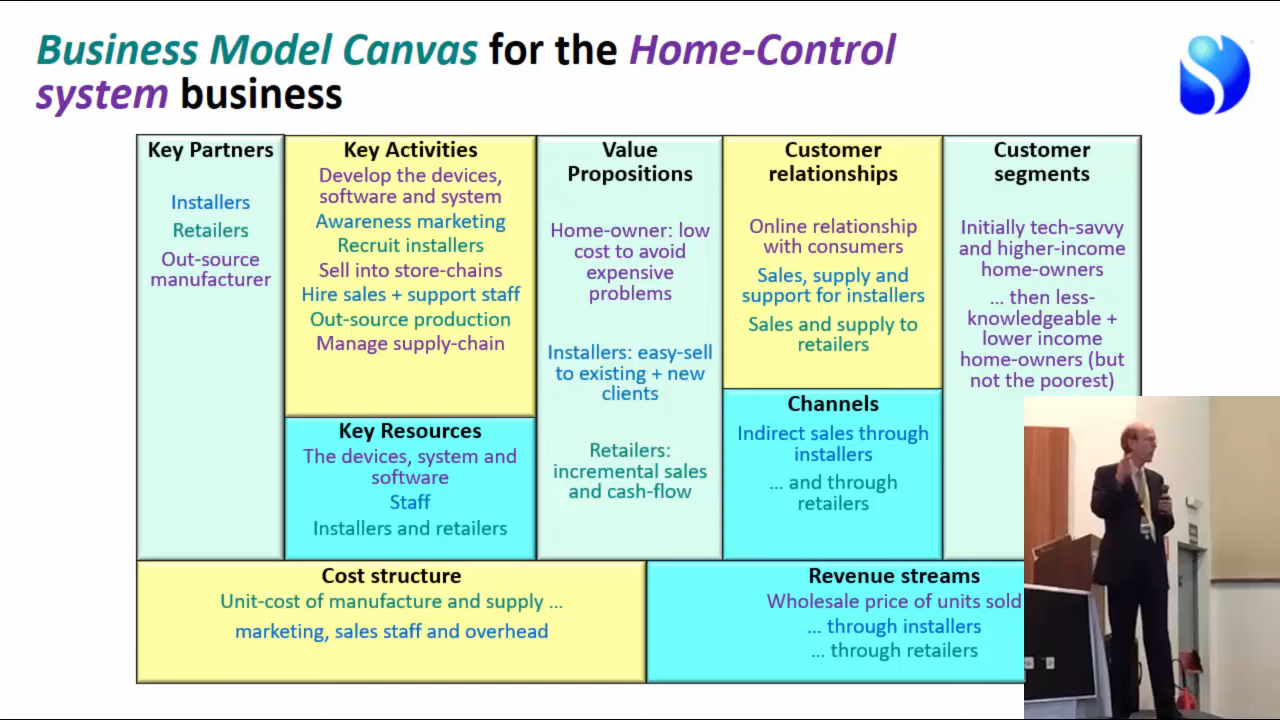 Business Model Canvas for the Home-Control
system business
Key Partners
Installers
Retailers
Out-source
manufacturer
Key Activities
Develop the devices,
software and system
Awareness marketing
Recruit installers
Sell into store-chains
Hire sales + support staff
Out-source production
Manage supply-chain
Key Resources
The devices, system and
software
Staff
Installers and retailers
Value
Propositions
Home-owner: low
cost to avoid
expensive
problems
Installers: easy-sell
to existing + new
clients
Retailers:
incremental sales
and cash-flow
Customer
relationships
Online relationship
with consumers
Sales, supply and
support for installers
Sales and supply to
retailers
Channels
Indirect sales through
installers
... and through
retailers
Customer
segments
Initially tech-savvy
and higher-income
home-owners
... then less-
knowledgeable +
lower income
home-owners (but
not the poorest)
Cost structure
Unit-cost of manufacture and supply ...
marketing, sales staff and overhead
Revenue streams
Wholesale price of units sold
... through installers
... through retailers